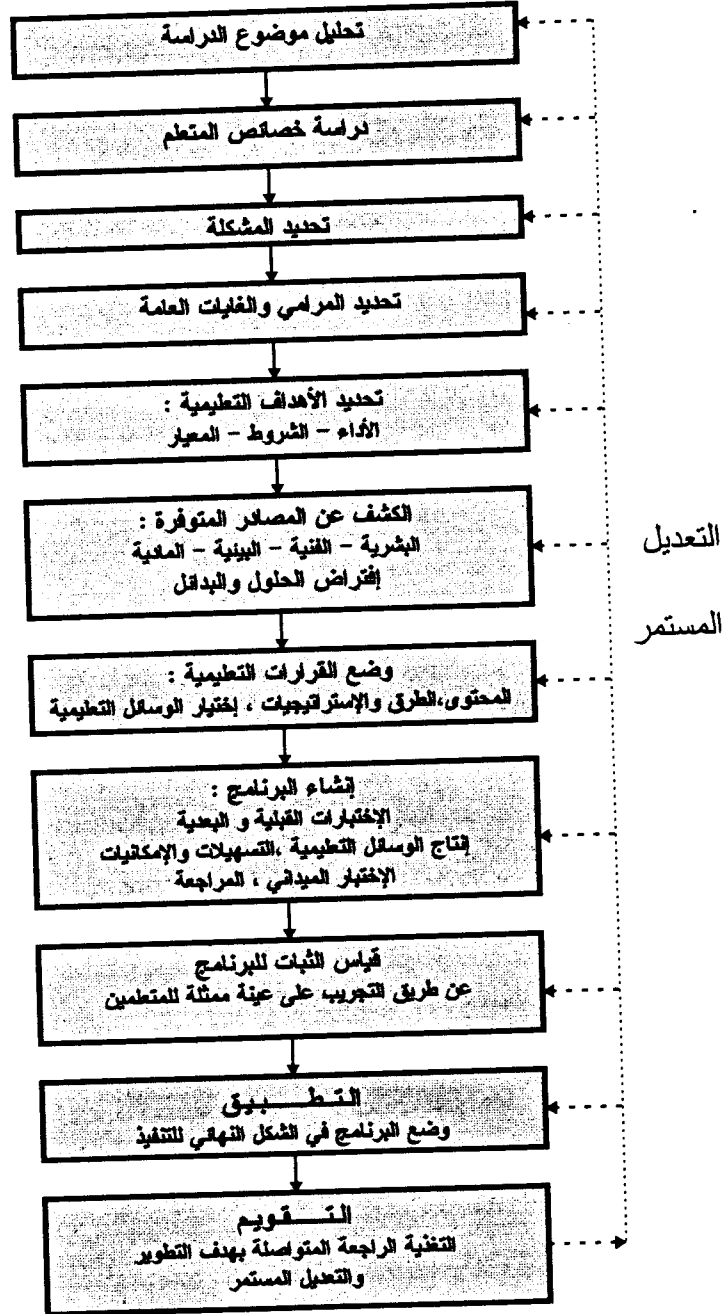 تحليل موضوع الدراسة
دراسة خصائص المتعلم
تحديد المشكلة
تحديد المرامي والغايات العامة
تحديد الأهداف التعليمية :
الأداء - الشروط - المعيار
الكشف عن المصادر المتوفرة :
البشرية - الفنية - البيئية - المادية
إفتراض الحلول والبدائل
وضع القرارات التعليمية :
المحتوى،الطرق والإستراتيجيات ، إختيار الوسائل التعليمية
إنشاء البرنامج :
الإختبارات القبلية و البعدية
إنتاج الوسائل التعليمية ،التسهيلات والإمكانيات
الإختبار الميداني ، المراجعة
قياس الثبات للبرنامج
عن طريق التجريب على عينة ممثلة للمتعلمين
التطـــبيق
وضع البرنامج في الشكل النهائي للتنفيذ
التـــقويم
التغذية الراجعة المتواصلة بهدف التطوير
والتعديل المستمر
التعديل
المستمر